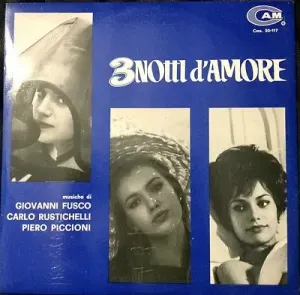 CAM
Cms. 30-117
3 NOTTI d'AMORE
musiche di
GIOVANNI FUSCO
CARLO RUSTICHELLI
PIERO PICCIONI